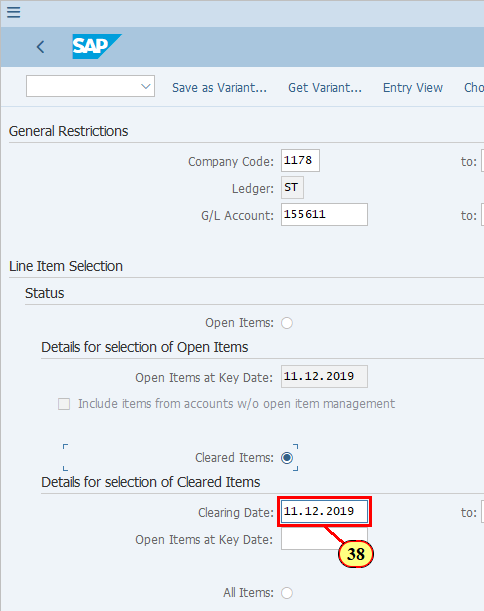 SAP
Save as Variant... Get Variant... Entry View Cho
General Restrictions
Company Code: 1178 to:
Ledger: ST
G/L Account: 155611 to:
Line Item Selection
Status
Open Items:
Details for selection of Open Items
Open Items at Key Date: 11.12.2019
Include items from accounts w/o open item management
Cleared Items:
Details for selection of Cleared Items
Clearing Date: 11.12.2019 to:
Open Items at Key Date:
38
All Items: